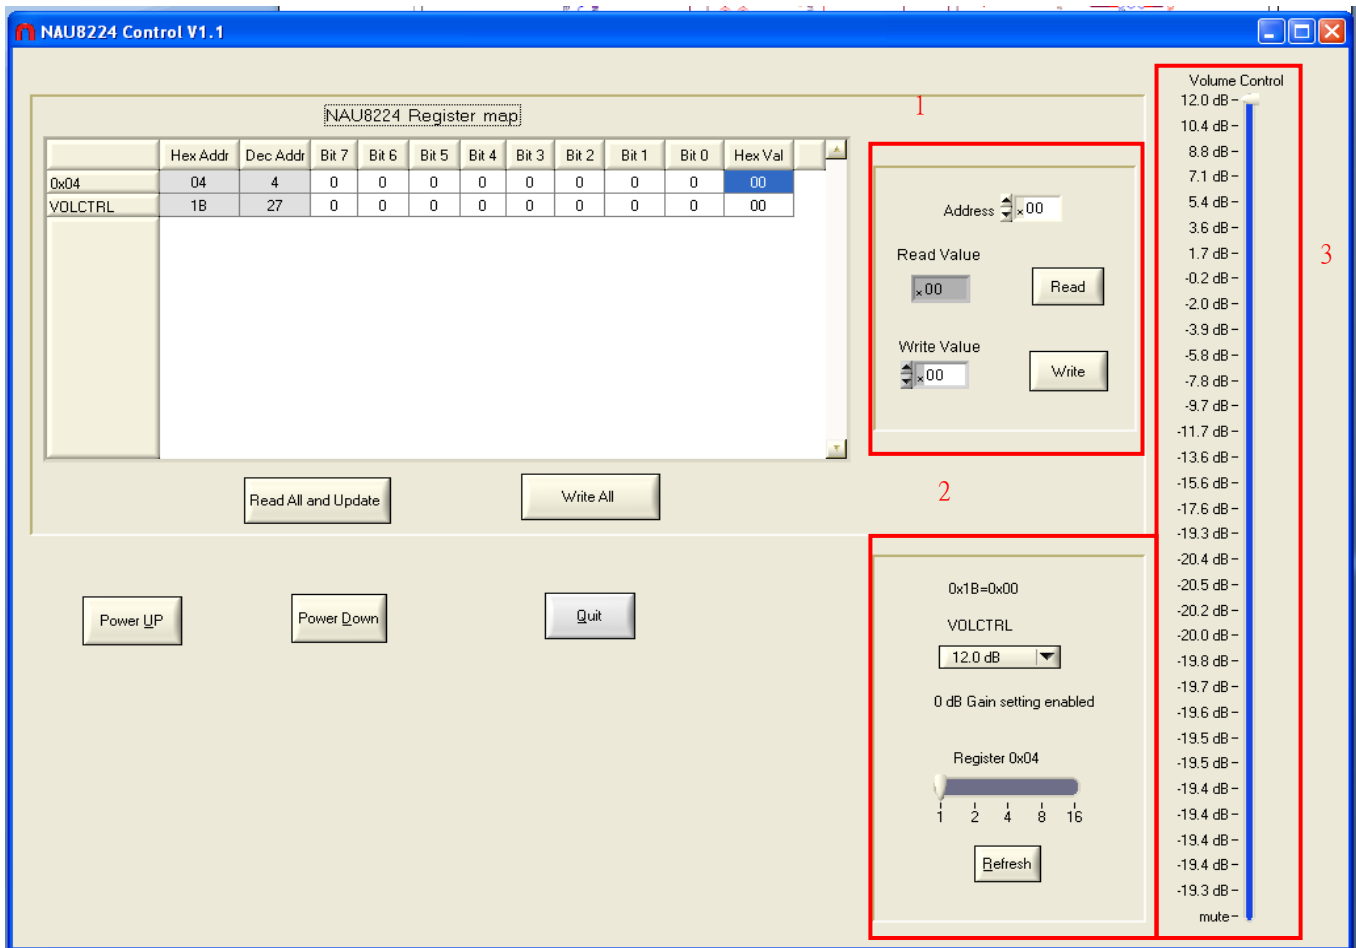 NAU8224 Control V1.1
NAU8224 Register map
Hex Addr Dec Addr Bit 7 Bit 6 Bit 5 Bit 4 Bit 3 Bit 2 Bit 1 Bit 0 Hex Val
0x04 04 4 0 0 0 0 0 0 0 0 00
VOLCTRL 1B 27 0 0 0 0 0 0 0 0 00
Read All and Update
Write All
Power UP
Power Down
Quit
1
Address x00
Read Value
x00
Read
Write Value
x00
Write
2
0x1B=0x00
VOLCTRL
12.0 dB
0 dB Gain setting enabled
Register 0x04
1 2 4 8 16
Refresh
Volume Control
12.0 dB
10.4 dB
8.8 dB
7.1 dB
5.4 dB
3.6 dB
1.7 dB
-0.2 dB
-2.0 dB
-3.9 dB
-5.8 dB
-7.8 dB
-9.7 dB
-11.7 dB
-13.6 dB
-15.6 dB
-17.6 dB
-19.3 dB
-20.4 dB
-20.5 dB
-20.2 dB
-20.0 dB
-19.8 dB
-19.7 dB
-19.6 dB
-19.5 dB
-19.5 dB
-19.4 dB
-19.4 dB
-19.4 dB
-19.4 dB
-19.3 dB
mute
3